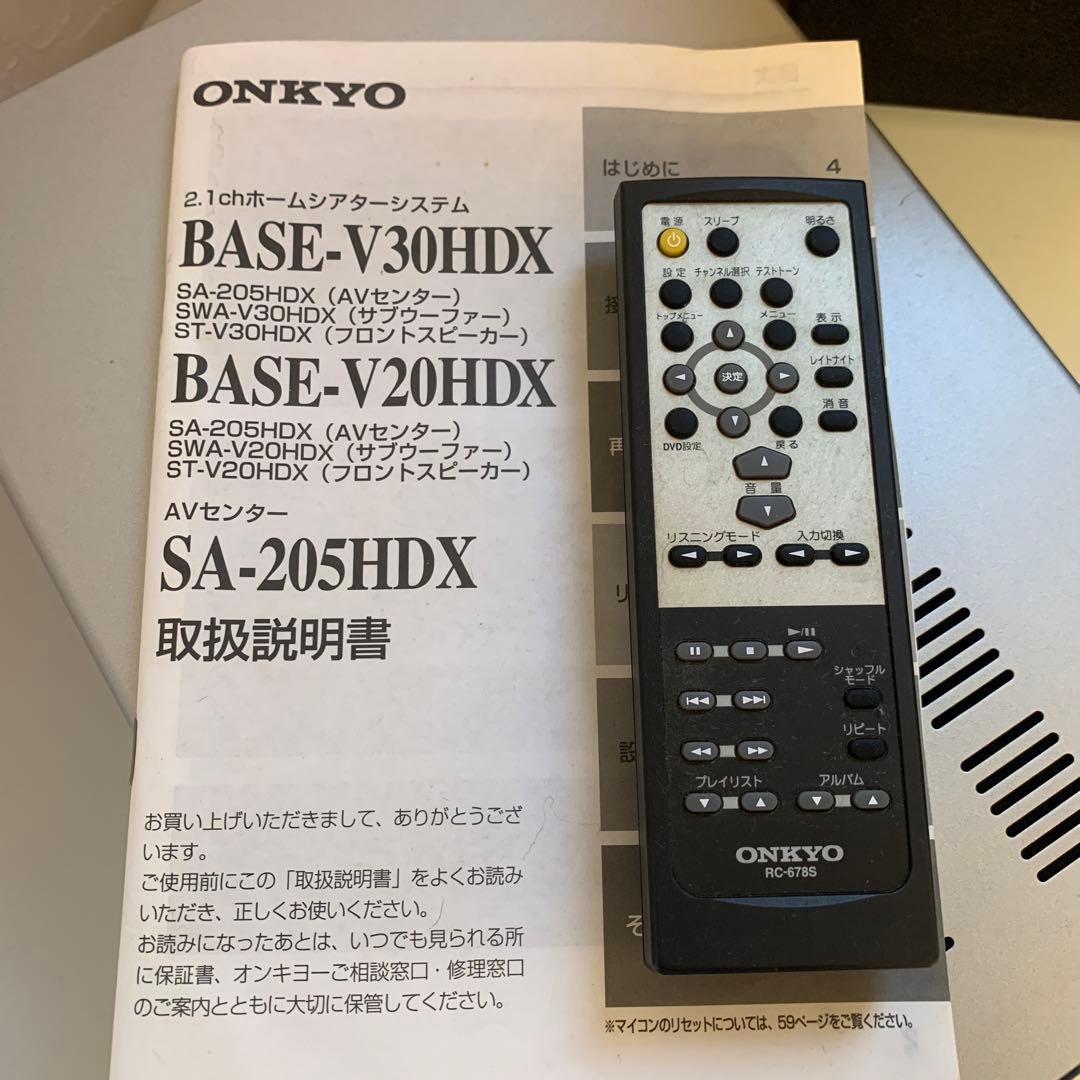 ONKYO
2.1chホームシアターシステム
BASE-V30HDX
SA-205HDX（AVセンター）
SWA-V30HDX（サブウーファー）
ST-V30HDX（フロントスピーカー）
BASE-V20HDX
SA-205HDX（AVセンター）
SWA-V20HDX（サブウーファー）
ST-V20HDX（フロントスピーカー）
AVセンター
SA-205HDX
取扱説明書
お買い上げいただきまして、ありがとうござ
います。
ご使用前にこの「取扱説明書」をよくお読み
いただき、正しくお使いください。
お読みになったあとは、いつでも見られる所
に保証書、オンキヨーご相談窓口・修理窓口
のご案内とともに大切に保管してください。
はじめに 4
接
再
リ
設
そ
※マイコンのリセットについては、59ページをご覧ください。
電源 スリープ 明るさ
設定 チャンネル選択 テストトーン
トップメニュー メニュー 表示
レイトナイト
決定
消音
DVD設定 戻る
音量
リスニングモード 入力切換
シャッフル
モード
リピート
プレイリスト アルバム
ONKYO
RC-678S